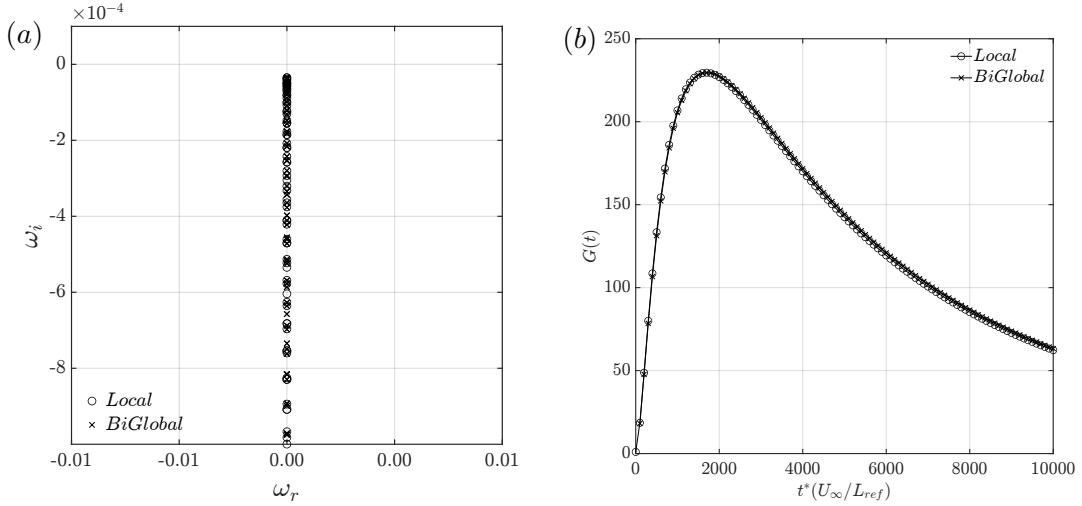 (a)
×10⁻⁴
0
-2
-4
-6
-8
ω_i
Local
BiGlobal
-0.01
-0.01
0.00
0.00
0.01
ω_r
(b)
250
200
150
100
50
0
G(t)
Local
BiGlobal
0
2000
4000
6000
8000
10000
t*(U_∞/L_ref)